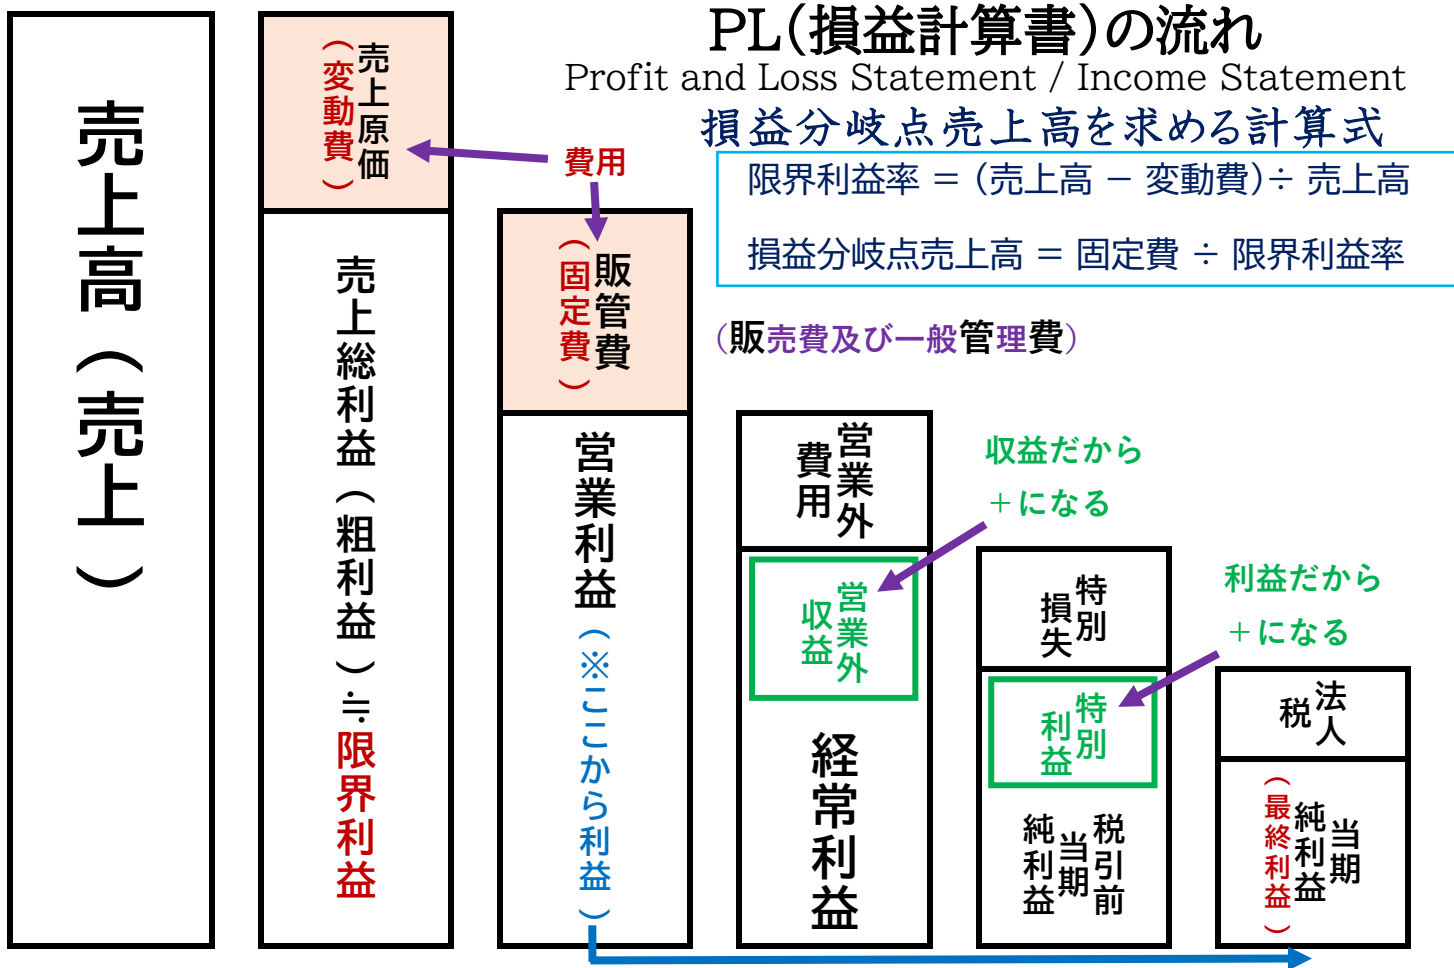 PL(損益計算書)の流れ
Profit and Loss Statement / Income Statement
損益分岐点売上高を求める計算式
限界利益率 = (売上高 － 変動費)÷ 売上高
損益分岐点売上高 = 固定費 ÷ 限界利益率
売上高(売上)
売上原価
(変動費)
費用
売上総利益(粗利益)≒限界利益
販管費
(固定費)
(販売費及び一般管理費)
営業利益(※ここから利益)
営業外
費用
営業外
収益
経常利益
収益だから
＋になる
特別
損失
特別
利益
税引前
当期
純利益
利益だから
＋になる
法人
税
当期
純利益
(最終利益)